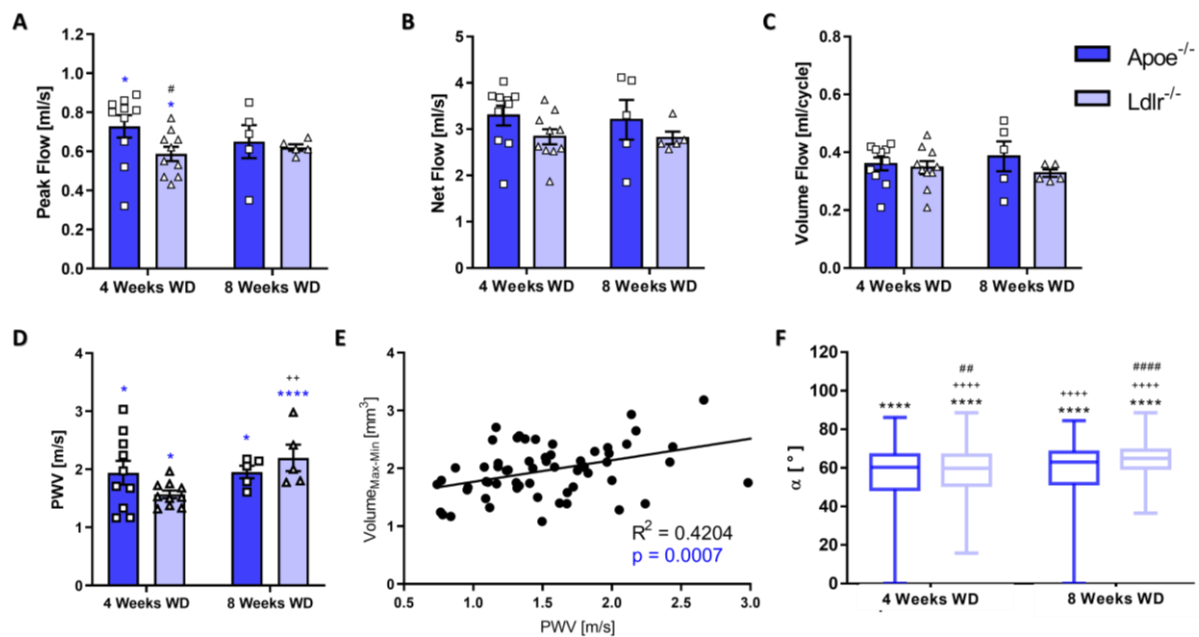 A
Peak Flow [ml/s]
1.2
1.0
0.8
0.6
0.4
0.2
0.0
*
#
*
4 Weeks WD
8 Weeks WD
B
Net Flow [ml/s]
5
4
3
2
1
0
4 Weeks WD
8 Weeks WD
C
Volume Flow [ml/cycle]
0.8
0.6
0.4
0.2
0.0
4 Weeks WD
8 Weeks WD
Apoe-/-
Ldlr-/-
D
PWV [m/s]
4
3
2
1
0
*
*
*
++
****
4 Weeks WD
8 Weeks WD
E
VolumeMax-Min [mm³]
4
3
2
1
0
R² = 0.4204
p = 0.0007
0.5 1.0 1.5 2.0 2.5 3.0
PWV [m/s]
F
α [ ° ]
120
100
80
60
40
20
0
****
##
++++
****
++++
****
####
++++
****
4 Weeks WD
8 Weeks WD